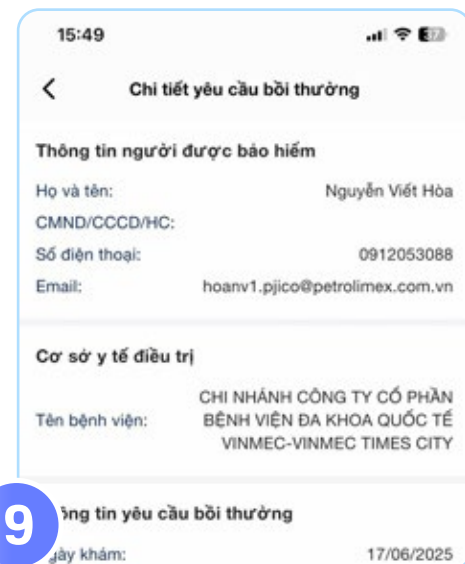 15:49
37
Chi tiết yêu cầu bồi thường
Thông tin người được bảo hiểm
Họ và tên: Nguyễn Viết Hòa
CMND/CCCD/HC:
Số điện thoại: 0912053088
Email: hoanv1.pjico@petrolimex.com.vn
Cơ sở y tế điều trị
Tên bệnh viện: CHI NHÁNH CÔNG TY CỔ PHẦN
BỆNH VIỆN ĐA KHOA QUỐC TẾ
VINMEC-VINMEC TIMES CITY
9
ông tin yêu cầu bồi thường
gày khám: 17/06/2025